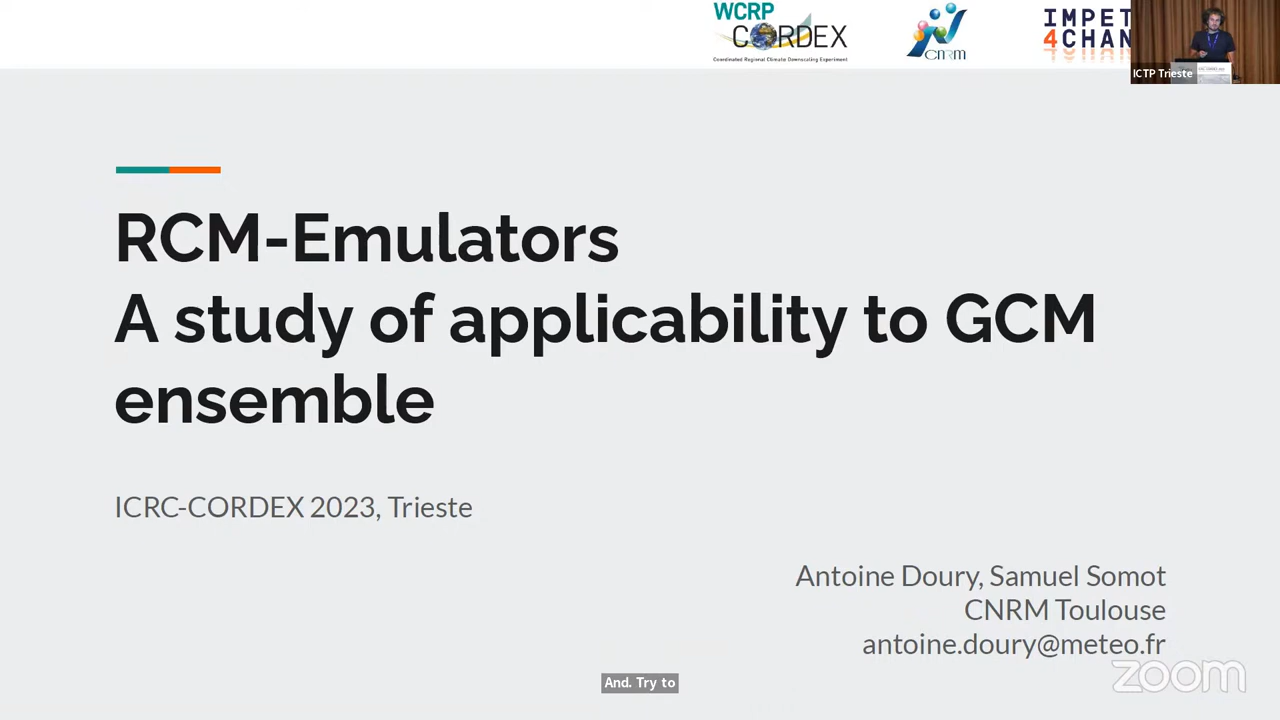 WCRP
CORDEX
Coordinated Regional Climate Downscaling Experiment
CNRM
IMPET
4CHAN
ICTP Trieste
RCM-Emulators
A study of applicability to GCM
ensemble
ICRC-CORDEX 2023, Trieste
Antoine Doury, Samuel Somot
CNRM Toulouse
antoine.doury@meteo.fr
And. Try to
zoom